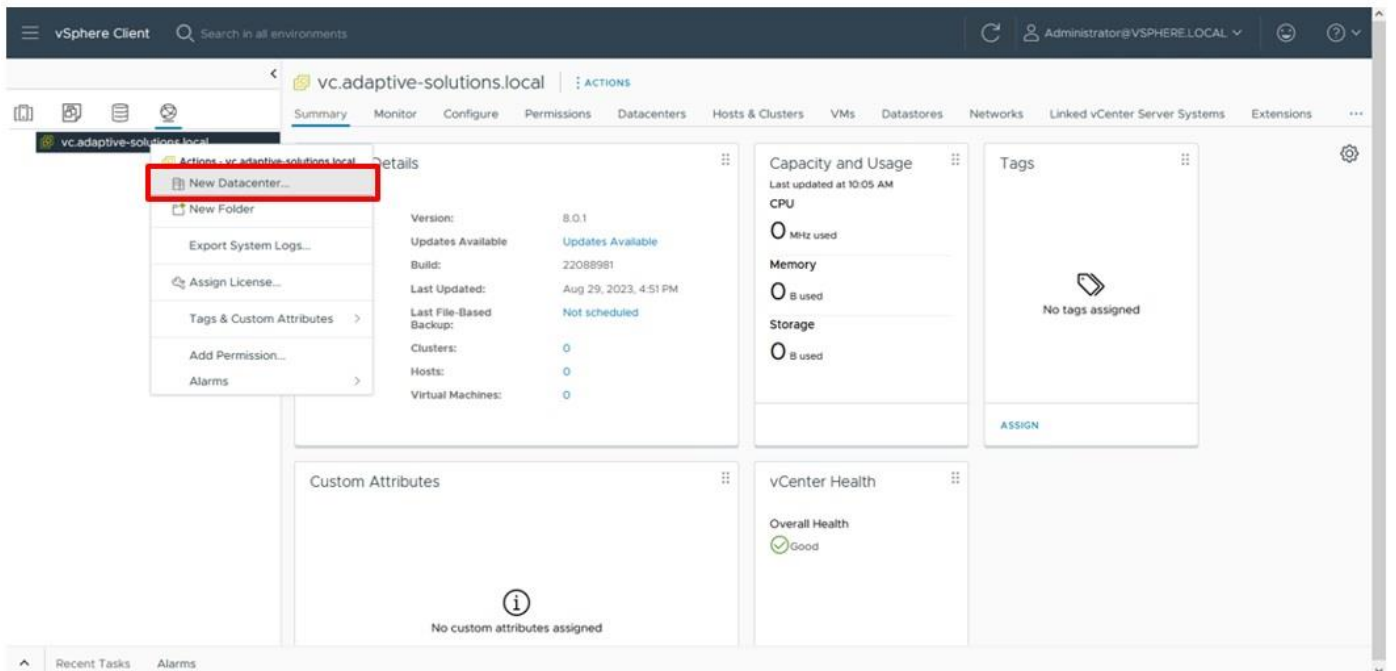 vSphere Client
Search in all environments
Administrator@VSPHERE.LOCAL
vc.adaptive-solutions.local
ACTIONS
Summary Monitor Configure Permissions Datacenters Hosts & Clusters VMs Datastores Networks Linked vCenter Server Systems Extensions
vc.adaptive-solutions.local
Actions - vc.adaptive-solutions.local
New Datacenter...
New Folder
Export System Logs...
Assign License...
Tags & Custom Attributes
Add Permission...
Alarms
Details
Version: 8.0.1
Updates Available Updates Available
Build: 22088981
Last Updated: Aug 29, 2023, 4:51 PM
Last File-Based Not scheduled
Backup:
Clusters: 0
Hosts: 0
Virtual Machines: 0
Capacity and Usage
Last updated at 10:05 AM
CPU
0 MHz used
Memory
0 B used
Storage
0 B used
Tags
No tags assigned
ASSIGN
Custom Attributes
No custom attributes assigned
vCenter Health
Overall Health
Good
Recent Tasks Alarms